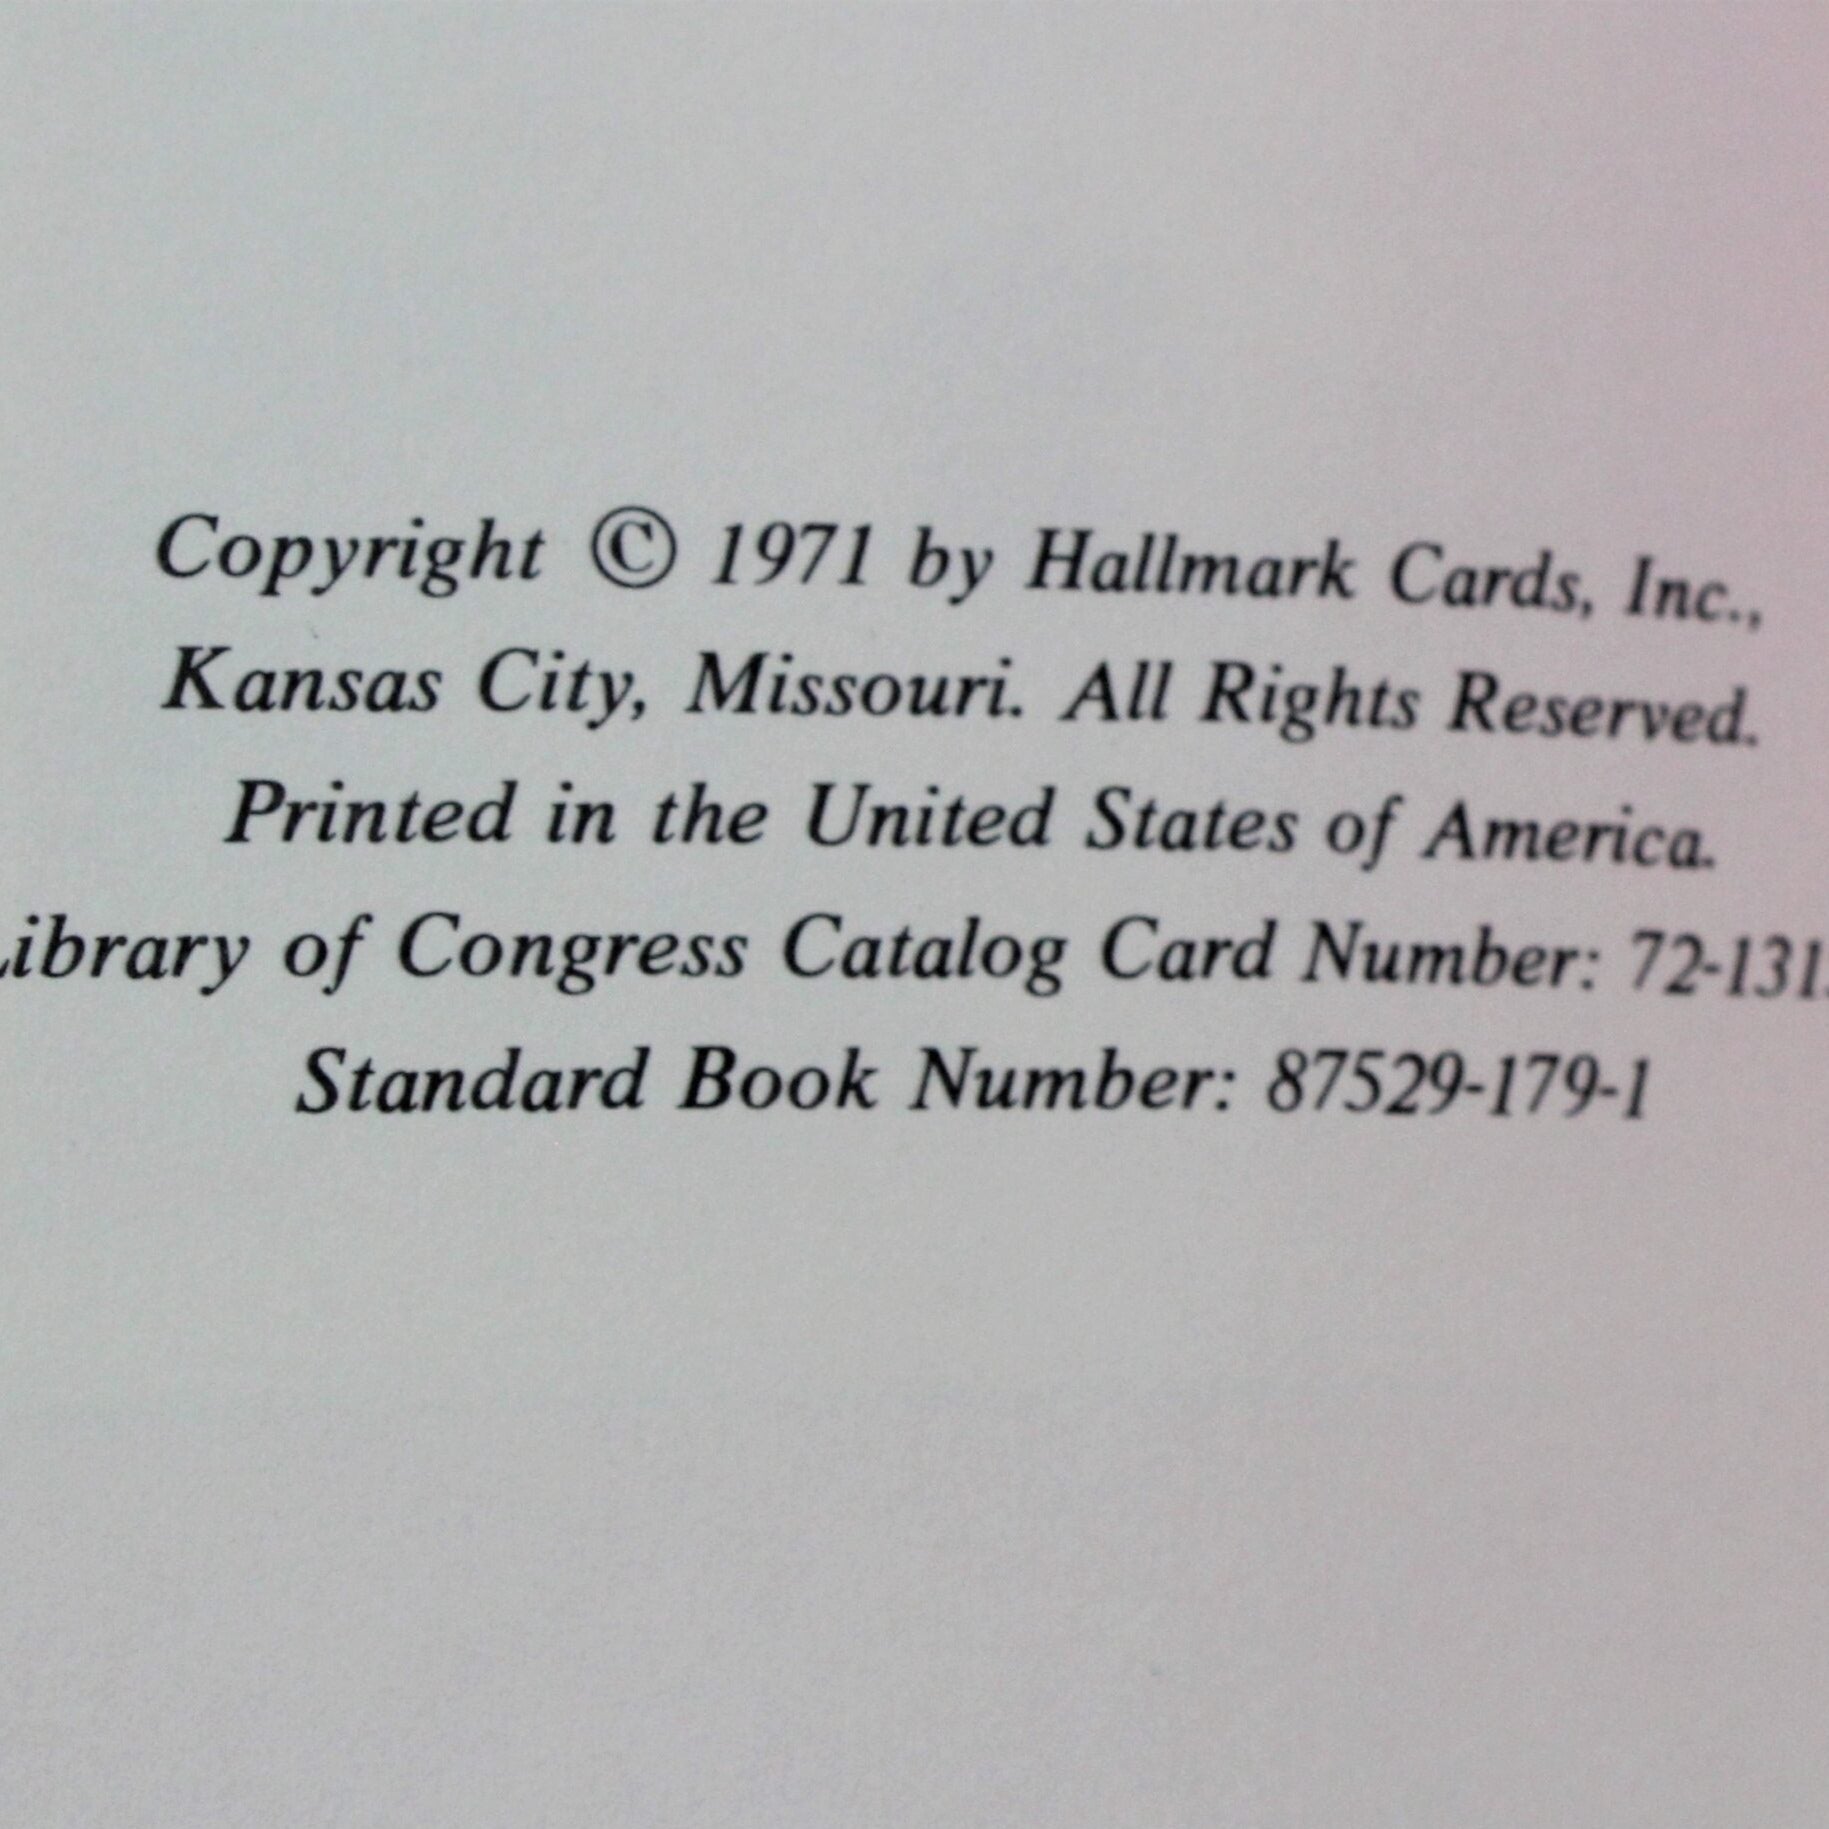 Copyright © 1971 by Hallmark Cards, Inc.,
Kansas City, Missouri. All Rights Reserved.
Printed in the United States of America.
Library of Congress Catalog Card Number:
Standard Book Number: 87529-179-1